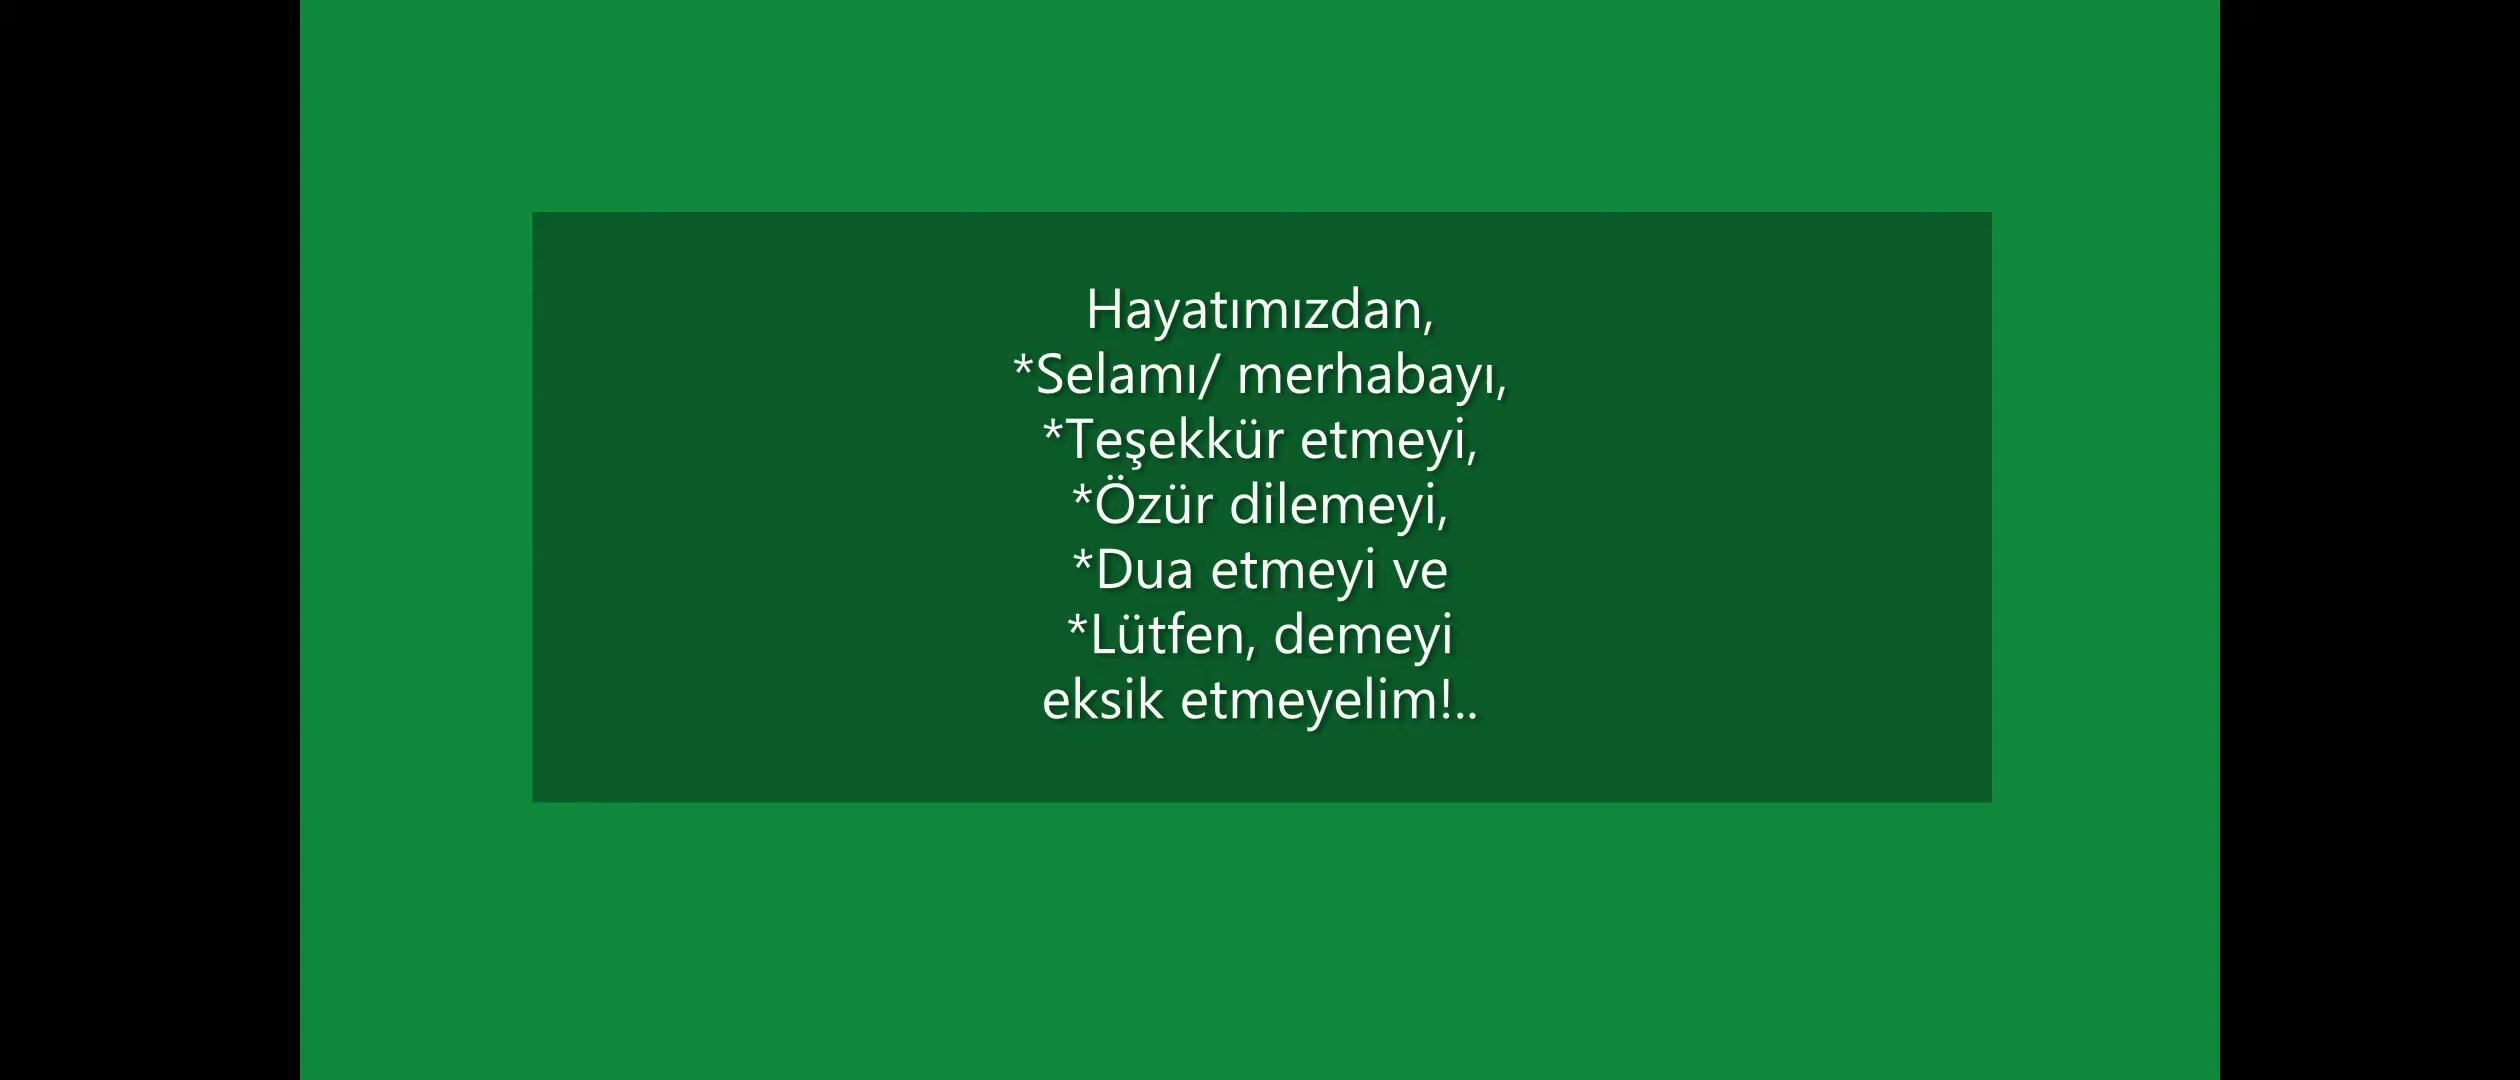 Hayatımızdan,
*Selamı/ merhabayı,
*Teşekkür etmeyi,
*Özür dilemeyi,
*Dua etmeyi ve
*Lütfen, demeyi
eksik etmeyelim!..